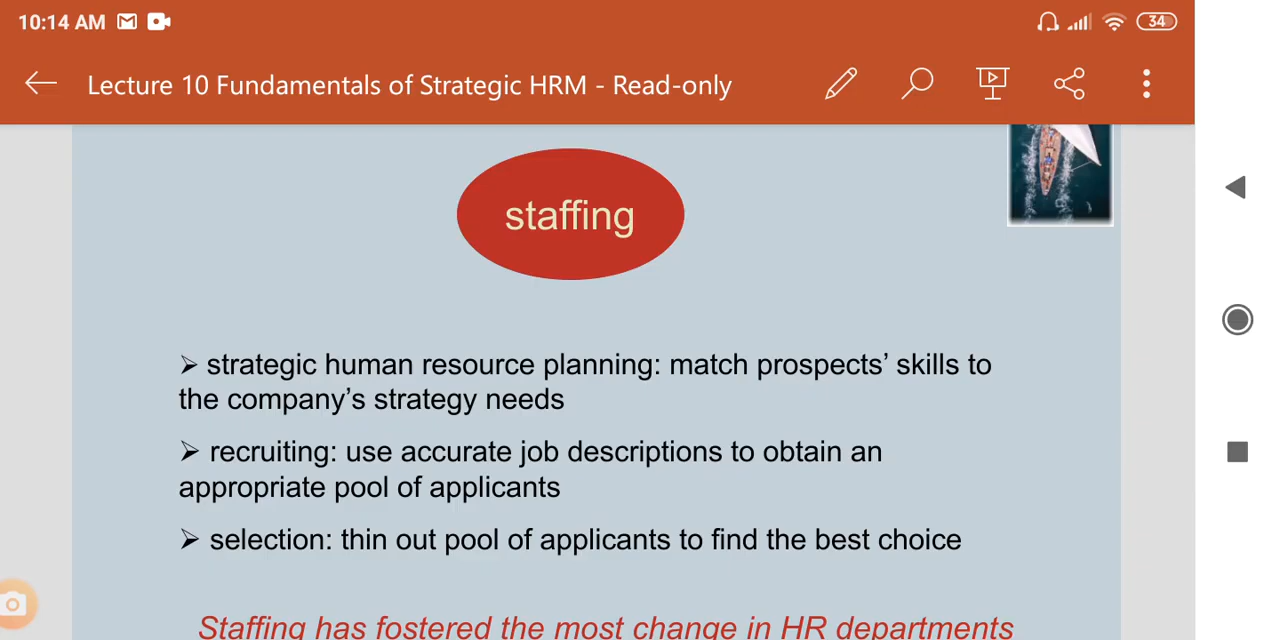 10:14 AM
34
Lecture 10 Fundamentals of Strategic HRM - Read-only
staffing
➢ strategic human resource planning: match prospects’ skills to
the company’s strategy needs
➢ recruiting: use accurate job descriptions to obtain an
appropriate pool of applicants
➢ selection: thin out pool of applicants to find the best choice
Staffing has fostered the most change in HR departments